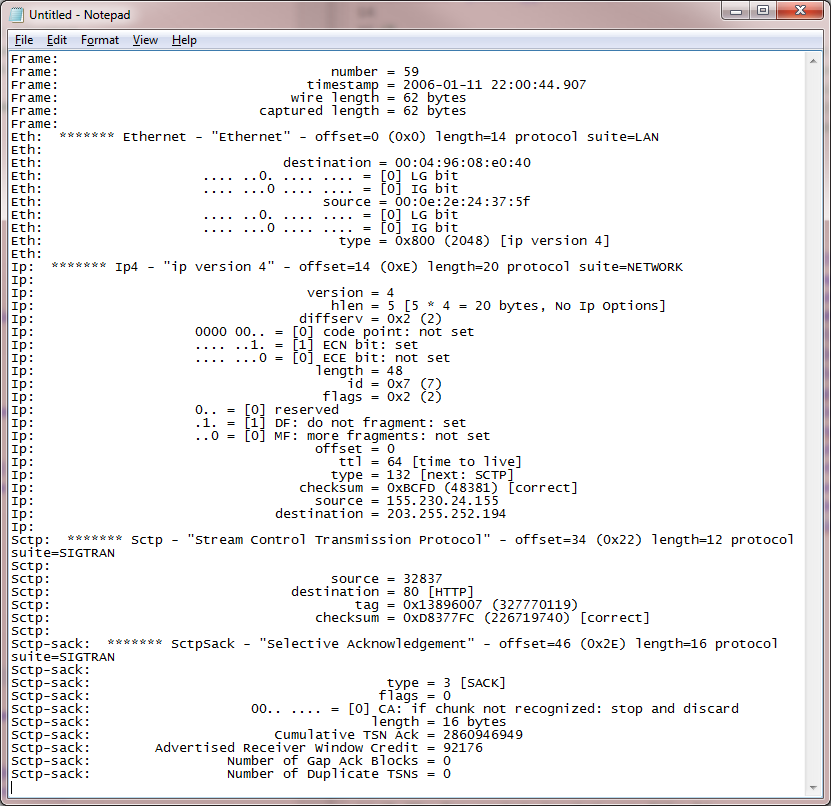 Untitled - Notepad
File Edit Format View Help
Frame:
Frame: number = 59
Frame: timestamp = 2006-01-11 22:00:44.907
Frame: wire length = 62 bytes
Frame: captured length = 62 bytes
Frame:
Eth: ******* Ethernet - "Ethernet" - offset=0 (0x0) length=14 protocol suite=LAN
Eth:
Eth: destination = 00:04:96:08:e0:40
Eth: .... ..0. .... .... = [0] LG bit
Eth: .... ...0 .... .... = [0] IG bit
Eth: source = 00:0e:2e:24:37:5f
Eth: .... ..0. .... .... = [0] LG bit
Eth: .... ...0 .... .... = [0] IG bit
Eth: type = 0x800 (2048) [ip version 4]
Eth:
Ip: ******* Ip4 - "ip version 4" - offset=14 (0xE) length=20 protocol suite=NETWORK
Ip:
Ip: version = 4
Ip: hlen = 5 [5 * 4 = 20 bytes, No Ip Options]
Ip: diffserv = 0x2 (2)
Ip: 0000 00.. = [0] code point: not set
Ip: .... ..1. = [1] ECN bit: set
Ip: .... ...0 = [0] ECE bit: not set
Ip: length = 48
Ip: id = 0x7 (7)
Ip: flags = 0x2 (2)
Ip: 0.. = [0] reserved
Ip: .1. = [1] DF: do not fragment: set
Ip: ..0 = [0] MF: more fragments: not set
Ip: offset = 0
Ip: ttl = 64 [time to live]
Ip: type = 132 [next: SCTP]
Ip: checksum = 0xBCFD (48381) [correct]
Ip: source = 155.230.24.155
Ip: destination = 203.255.252.194
Ip:
Sctp: ******* Sctp - "Stream Control Transmission Protocol" - offset=34 (0x22) length=12 protocol
suite=SIGTRAN
Sctp:
Sctp: source = 32837
Sctp: destination = 80 [HTTP]
Sctp: tag = 0x13896007 (327770119)
Sctp: checksum = 0xD8377FC (226719740) [correct]
Sctp:
Sctp-sack: ******* SctpSack - "Selective Acknowledgement" - offset=46 (0x2E) length=16 protocol
suite=SIGTRAN
Sctp-sack:
Sctp-sack: type = 3 [SACK]
Sctp-sack: flags = 0
Sctp-sack: 00.. .... = [0] CA: if chunk not recognized: stop and discard
Sctp-sack: length = 16 bytes
Sctp-sack: Cumulative TSN Ack = 2860946949
Sctp-sack: Advertised Receiver Window Credit = 92176
Sctp-sack: Number of Gap Ack Blocks = 0
Sctp-sack: Number of Duplicate TSNs = 0